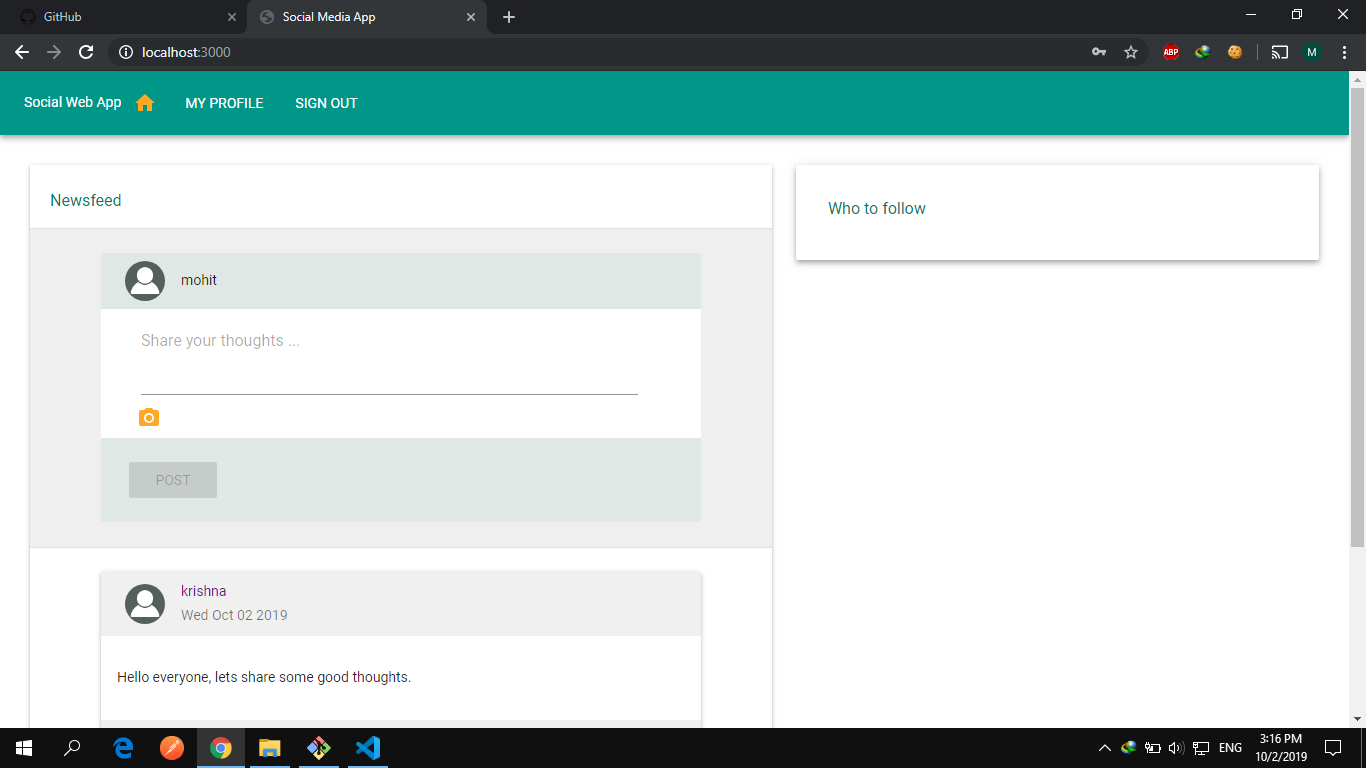 GitHub
Social Media App
localhost:3000
ABP
M
Social Web App
MY PROFILE
SIGN OUT
Newsfeed
mohit
Share your thoughts ...
POST
krishna
Wed Oct 02 2019
Hello everyone, lets share some good thoughts.
Who to follow
ENG
3:16 PM
10/2/2019